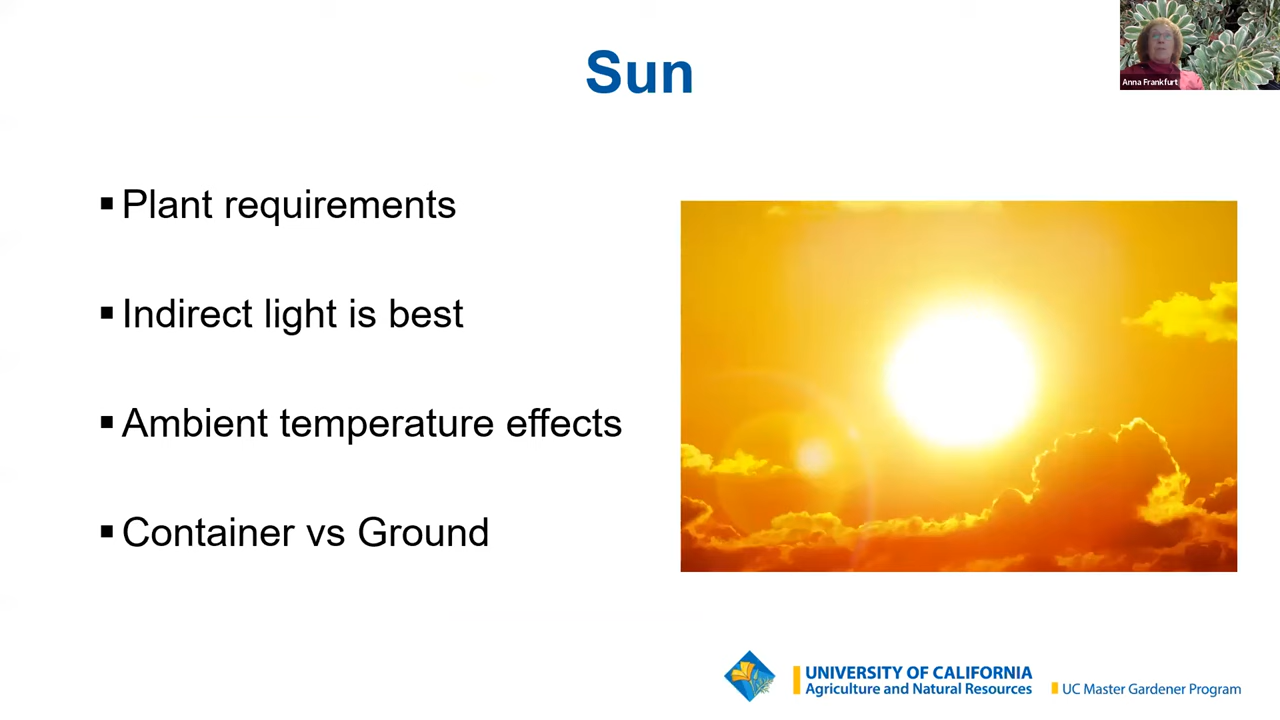 Sun
Anna Frankfurt
▪ Plant requirements
▪ Indirect light is best
▪ Ambient temperature effects
▪ Container vs Ground
UNIVERSITY OF CALIFORNIA
Agriculture and Natural Resources
UC Master Gardener Program